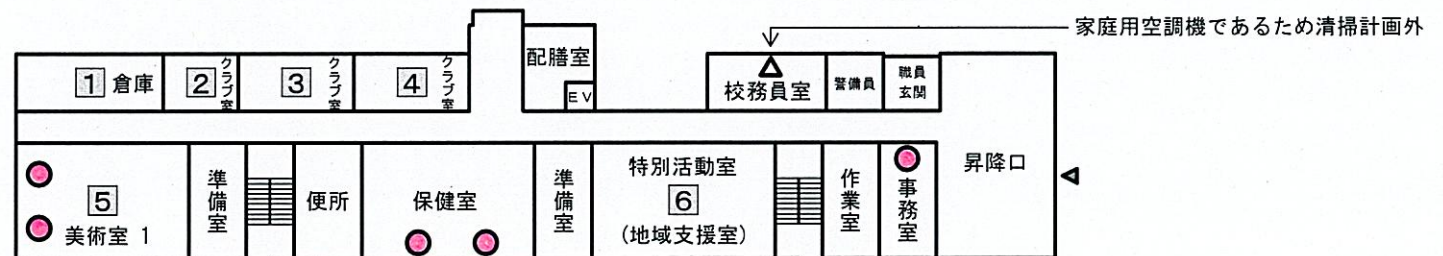 家庭用空調機であるため清掃計画外
1 倉庫
2 クラブ室
3 クラブ室
4 クラブ室
配膳室
EV
校務員室
警備員
職員
玄関
昇降口
5
美術室 1
準備室
便所
保健室
準備室
特別活動室
6
(地域支援室)
作業室
事務室